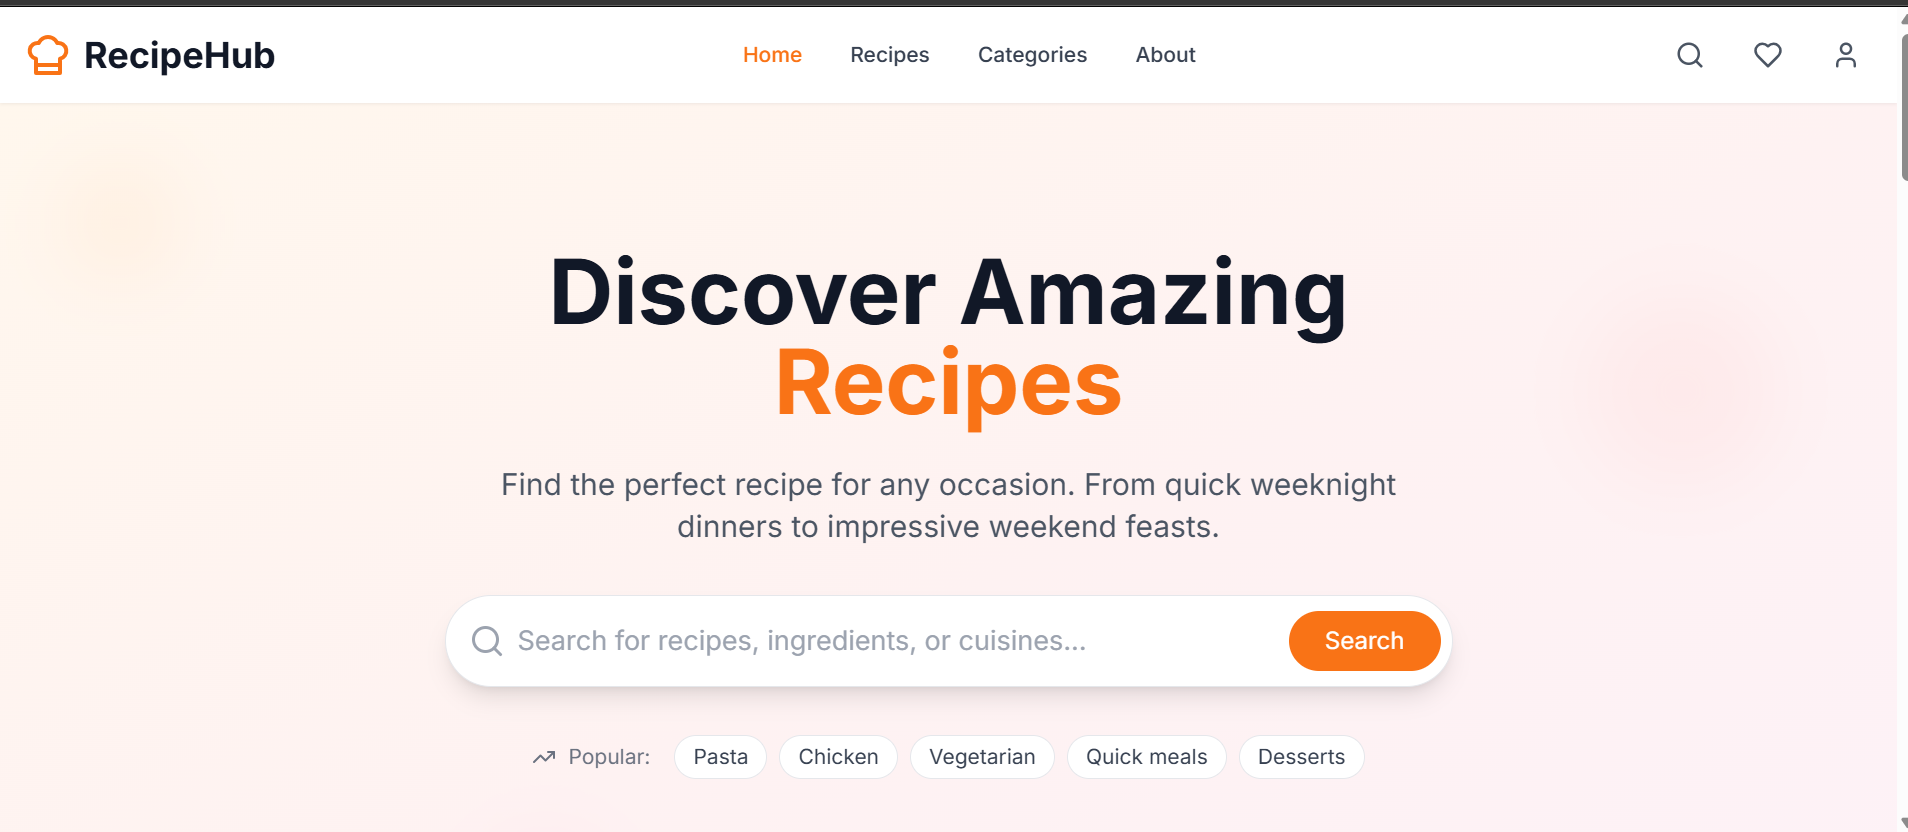 RecipeHub
Home
Recipes
Categories
About
Discover Amazing
Recipes
Find the perfect recipe for any occasion. From quick weeknight
dinners to impressive weekend feasts.
Search for recipes, ingredients, or cuisines...
Search
Popular:
Pasta
Chicken
Vegetarian
Quick meals
Desserts